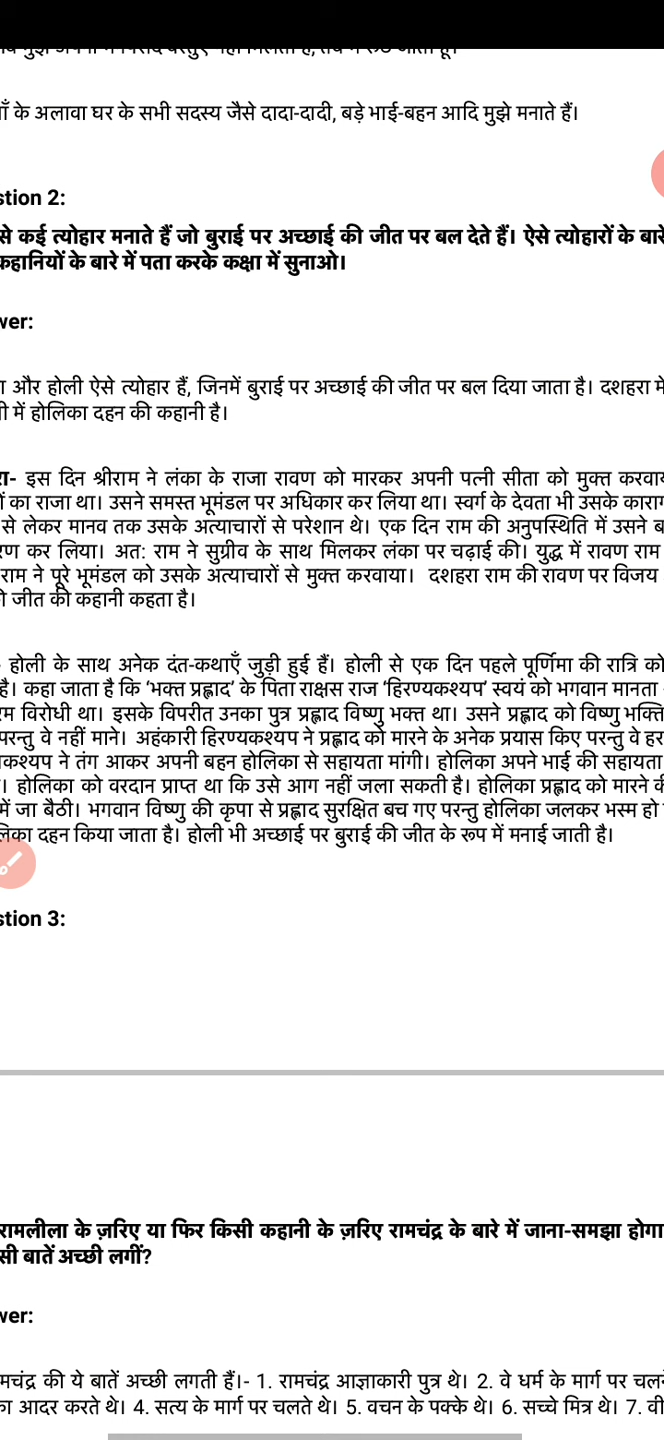 ाँ के अलावा घर के सभी सदस्य जैसे दादा-दादी, बड़े भाई-बहन आदि मुझे मनाते हैं।
stion 2:
से कई त्योहार मनाते हैं जो बुराई पर अच्छाई की जीत पर बल देते हैं। ऐसे त्योहारों के बारे
कहानियों के बारे में पता करके कक्षा में सुनाओ।
wer:
ा और होली ऐसे त्योहार हैं, जिनमें बुराई पर अच्छाई की जीत पर बल दिया जाता है। दशहरा मे
ी में होलिका दहन की कहानी है।
रा- इस दिन श्रीराम ने लंका के राजा रावण को मारकर अपनी पत्नी सीता को मुक्त करवाय
ों का राजा था। उसने समस्त भूमंडल पर अधिकार कर लिया था। स्वर्ग के देवता भी उसके काराग
से लेकर मानव तक उसके अत्याचारों से परेशान थे। एक दिन राम की अनुपस्थिति में उसने ब
रण कर लिया। अत: राम ने सुग्रीव के साथ मिलकर लंका पर चढ़ाई की। युद्ध में रावण राम
राम ने पूरे भूमंडल को उसके अत्याचारों से मुक्त करवाया। दशहरा राम की रावण पर विजय
ी जीत की कहानी कहता है।
- होली के साथ अनेक दंत-कथाएँ जुड़ी हुई हैं। होली से एक दिन पहले पूर्णिमा की रात्रि को
है। कहा जाता है कि ‘भक्त प्रह्लाद’ के पिता राक्षस राज ‘हिरण्यकश्यप’ स्वयं को भगवान मानता
रम विरोधी था। इसके विपरीत उनका पुत्र प्रह्लाद विष्णु भक्त था। उसने प्रह्लाद को विष्णु भक्ति
परन्तु वे नहीं माने। अहंकारी हिरण्यकश्यप ने प्रह्लाद को मारने के अनेक प्रयास किए परन्तु वे हर
कश्यप ने तंग आकर अपनी बहन होलिका से सहायता मांगी। होलिका अपने भाई की सहायता
। होलिका को वरदान प्राप्त था कि उसे आग नहीं जला सकती है। होलिका प्रह्लाद को मारने की
में जा बैठी। भगवान विष्णु की कृपा से प्रह्लाद सुरक्षित बच गए परन्तु होलिका जलकर भस्म हो
लिका दहन किया जाता है। होली भी अच्छाई पर बुराई की जीत के रूप में मनाई जाती है।
stion 3:
रामलीला के ज़रिए या फिर किसी कहानी के ज़रिए रामचंद्र के बारे में जाना-समझा होगा
सी बातें अच्छी लगीं?
wer:
मचंद्र की ये बातें अच्छी लगती हैं।- 1. रामचंद्र आज्ञाकारी पुत्र थे। 2. वे धर्म के मार्ग पर चलने
का आदर करते थे। 4. सत्य के मार्ग पर चलते थे। 5. वचन के पक्के थे। 6. सच्चे मित्र थे। 7. वी